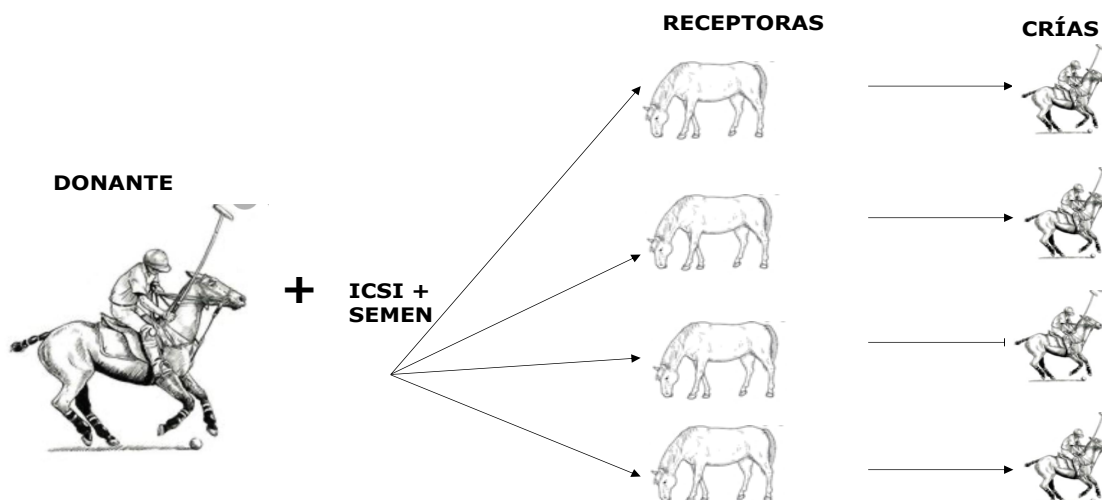 RECEPTORAS
CRÍAS
DONANTE
+
ICSI +
SEMEN